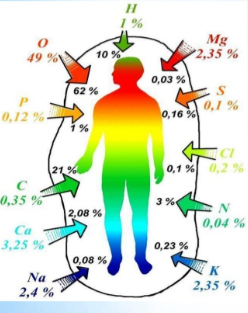 H
1 %
10 %
O
49 %
62 %
Mg
2,35 %
0,03 %
P
0,12 %
1 %
S
0,1 %
0,16 %
Cl
0,2 %
0,1 %
C
0,35 %
21 %
N
0,04 %
3 %
Ca
3,25 %
2,08 %
Na
2,4 %
0,08 %
K
2,35 %
0,23 %